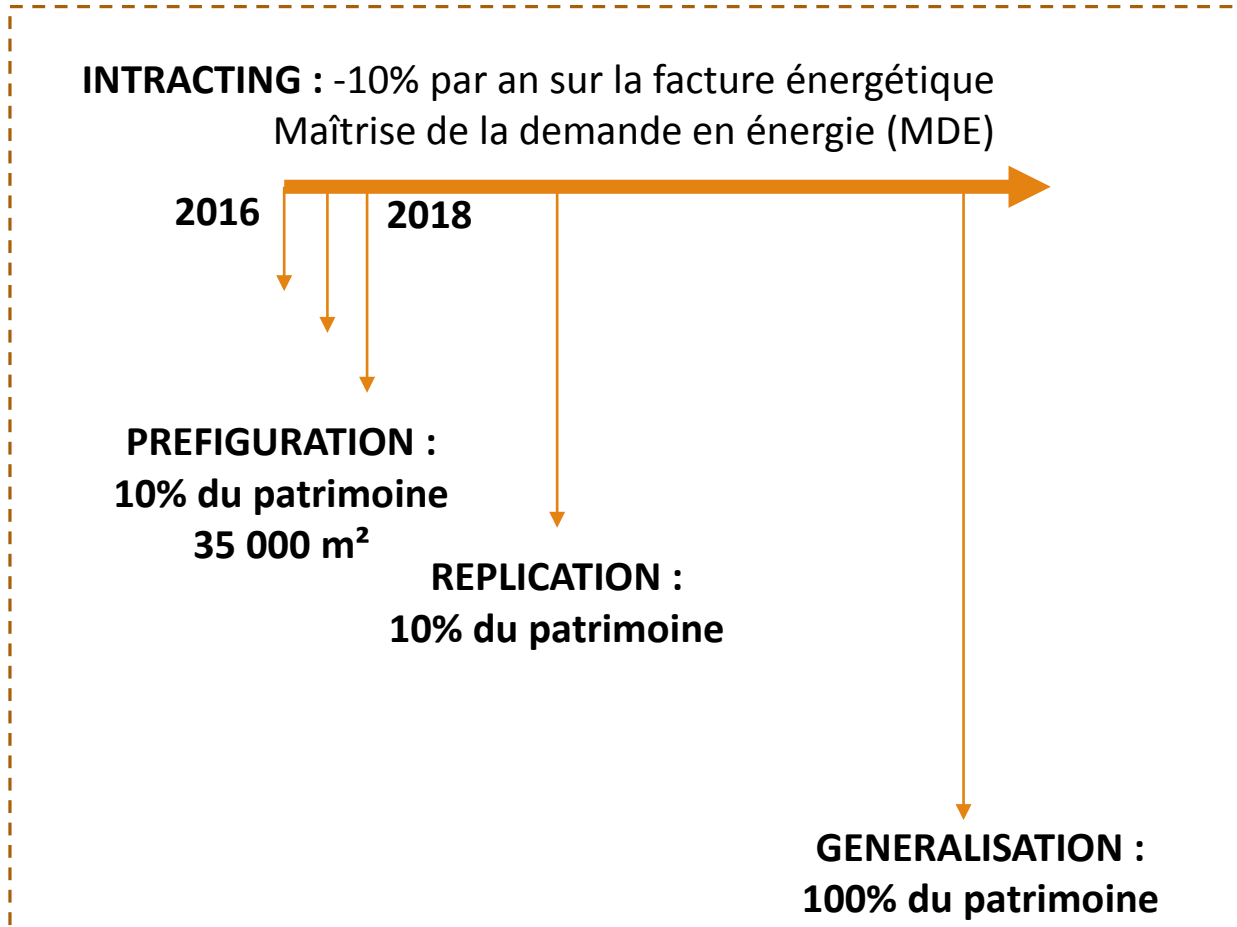 INTRACTING : -10% par an sur la facture énergétique
Maîtrise de la demande en énergie (MDE)
2016
2018
PREFIGURATION :
10% du patrimoine
35 000 m²
REPLICATION :
10% du patrimoine
GENERALISATION :
100% du patrimoine